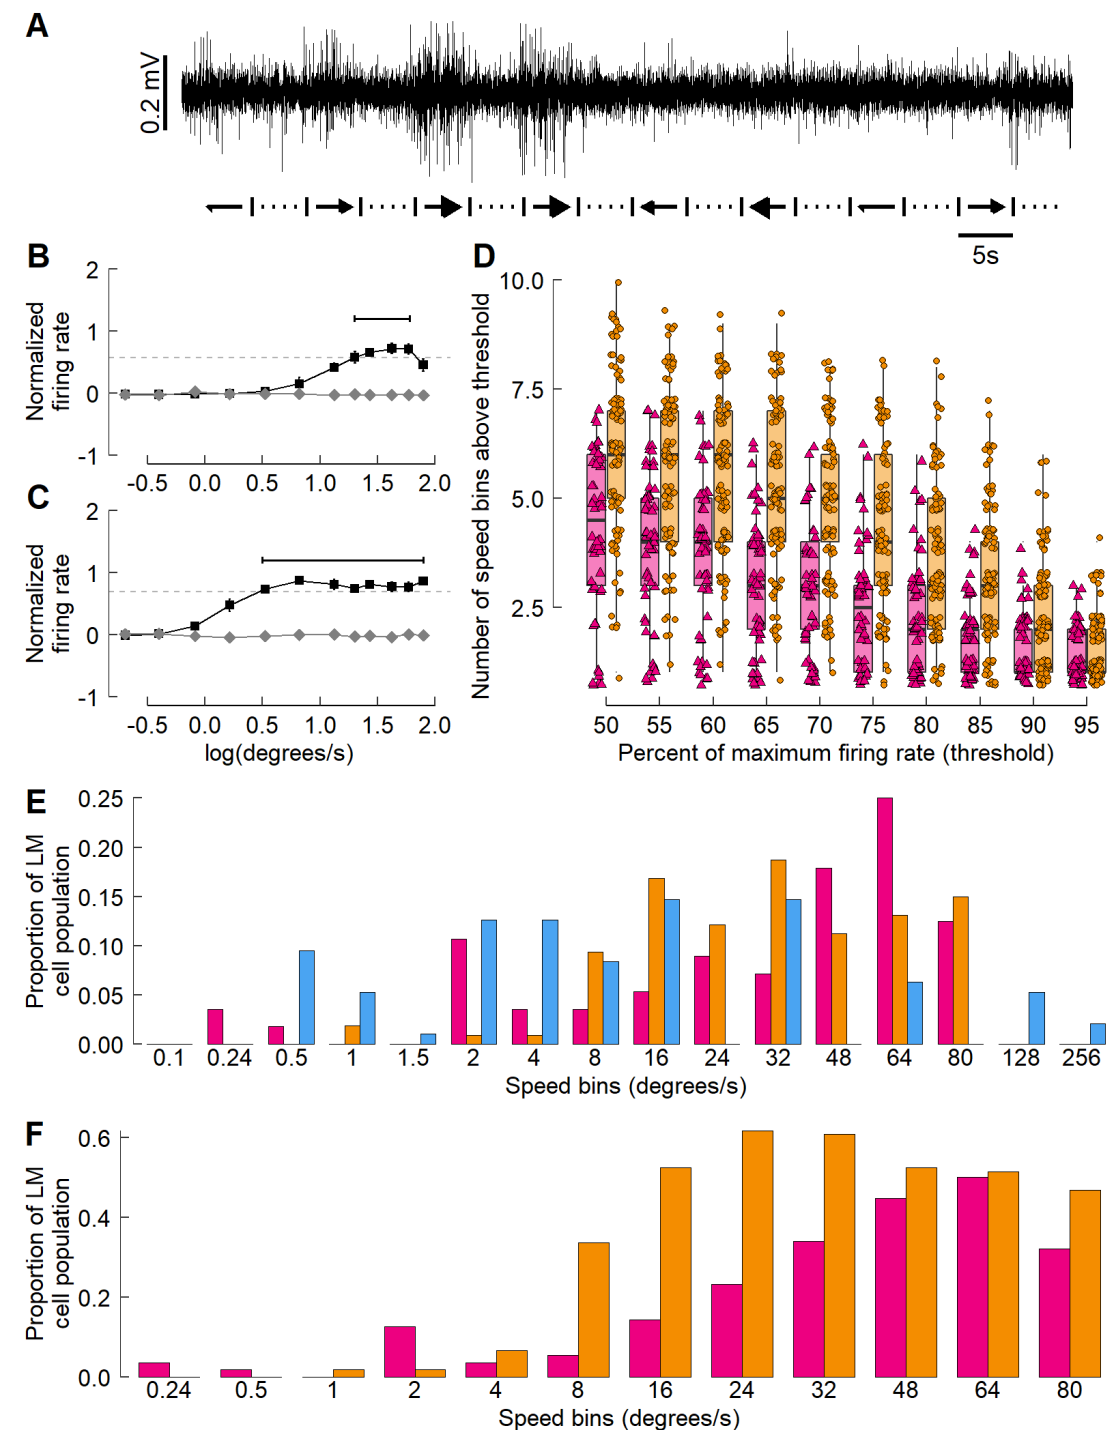 A
0.2 mV
5s
B
Normalized
firing rate
2
1
0
-1
-0.5 0.0 0.5 1.0 1.5 2.0
C
Normalized
firing rate
2
1
0
-1
-0.5 0.0 0.5 1.0 1.5 2.0
log(degrees/s)
D
Number of speed bins above threshold
10.0
7.5
5.0
2.5
50 55 60 65 70 75 80 85 90 95
Percent of maximum firing rate (threshold)
E
Proportion of LM
cell population
0.25
0.20
0.15
0.10
0.05
0.00
0.1 0.24 0.5 1 1.5 2 4 8 16 24 32 48 64 80 128 256
Speed bins (degrees/s)
F
Proportion of LM
cell population
0.6
0.4
0.2
0.0
0.24 0.5 1 2 4 8 16 24 32 48 64 80
Speed bins (degrees/s)